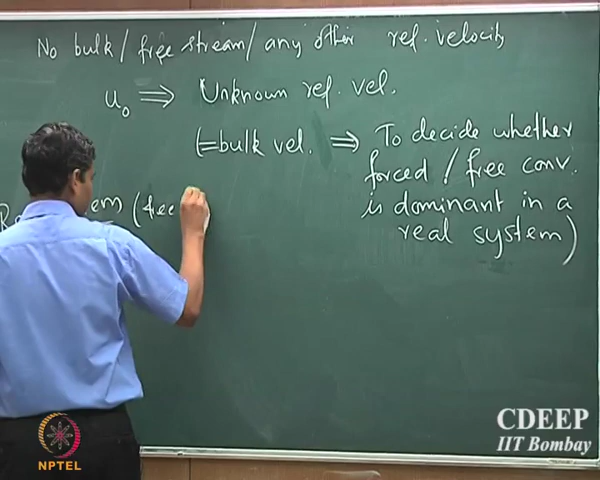 No bulk/free stream/any other ref. velocity
u0 ⟹ Unknown ref. vel.
(=bulk vel. ⟹ To decide whether
forced / free conv.
is dominant in a
real system)
(free
CDEEP
IIT Bombay
NPTEL